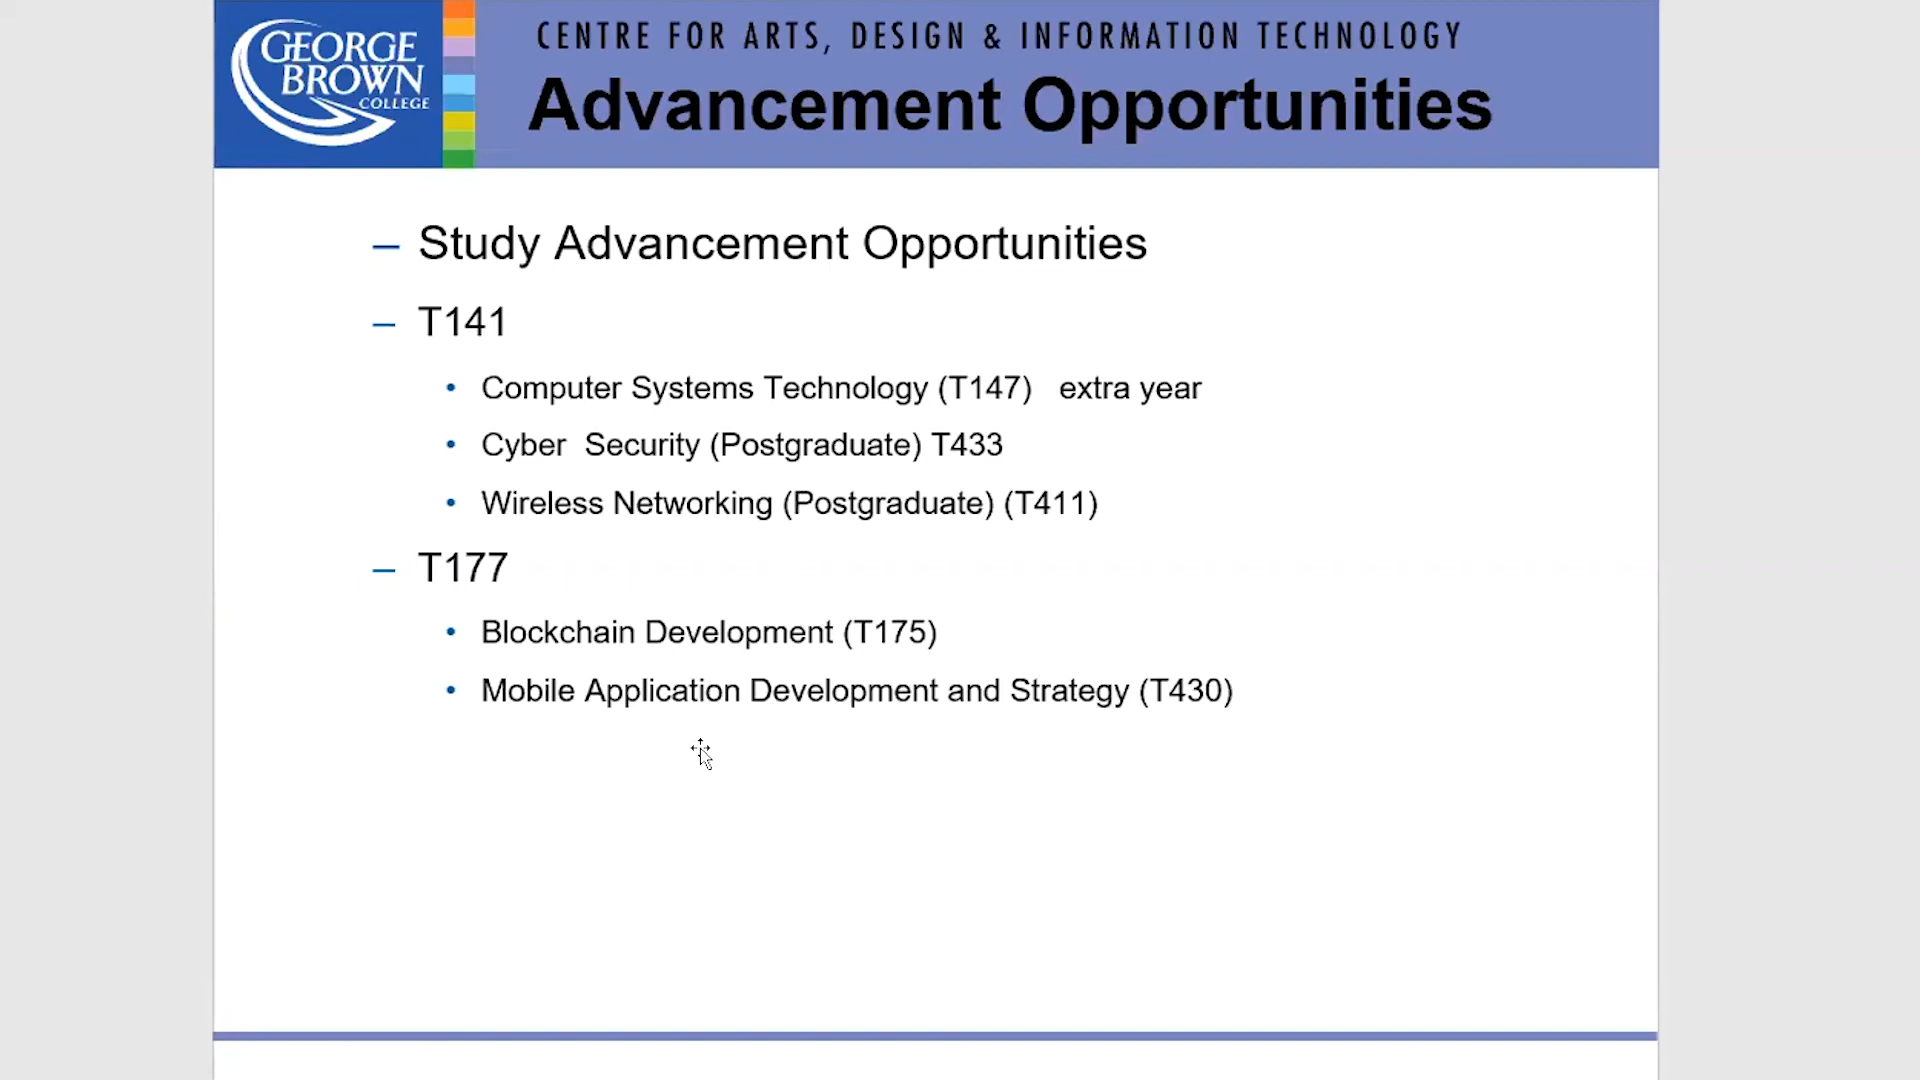 GEORGE
BROWN
COLLEGE
CENTRE FOR ARTS, DESIGN & INFORMATION TECHNOLOGY
Advancement Opportunities
– Study Advancement Opportunities
– T141
• Computer Systems Technology (T147) extra year
• Cyber Security (Postgraduate) T433
• Wireless Networking (Postgraduate) (T411)
– T177
• Blockchain Development (T175)
• Mobile Application Development and Strategy (T430)